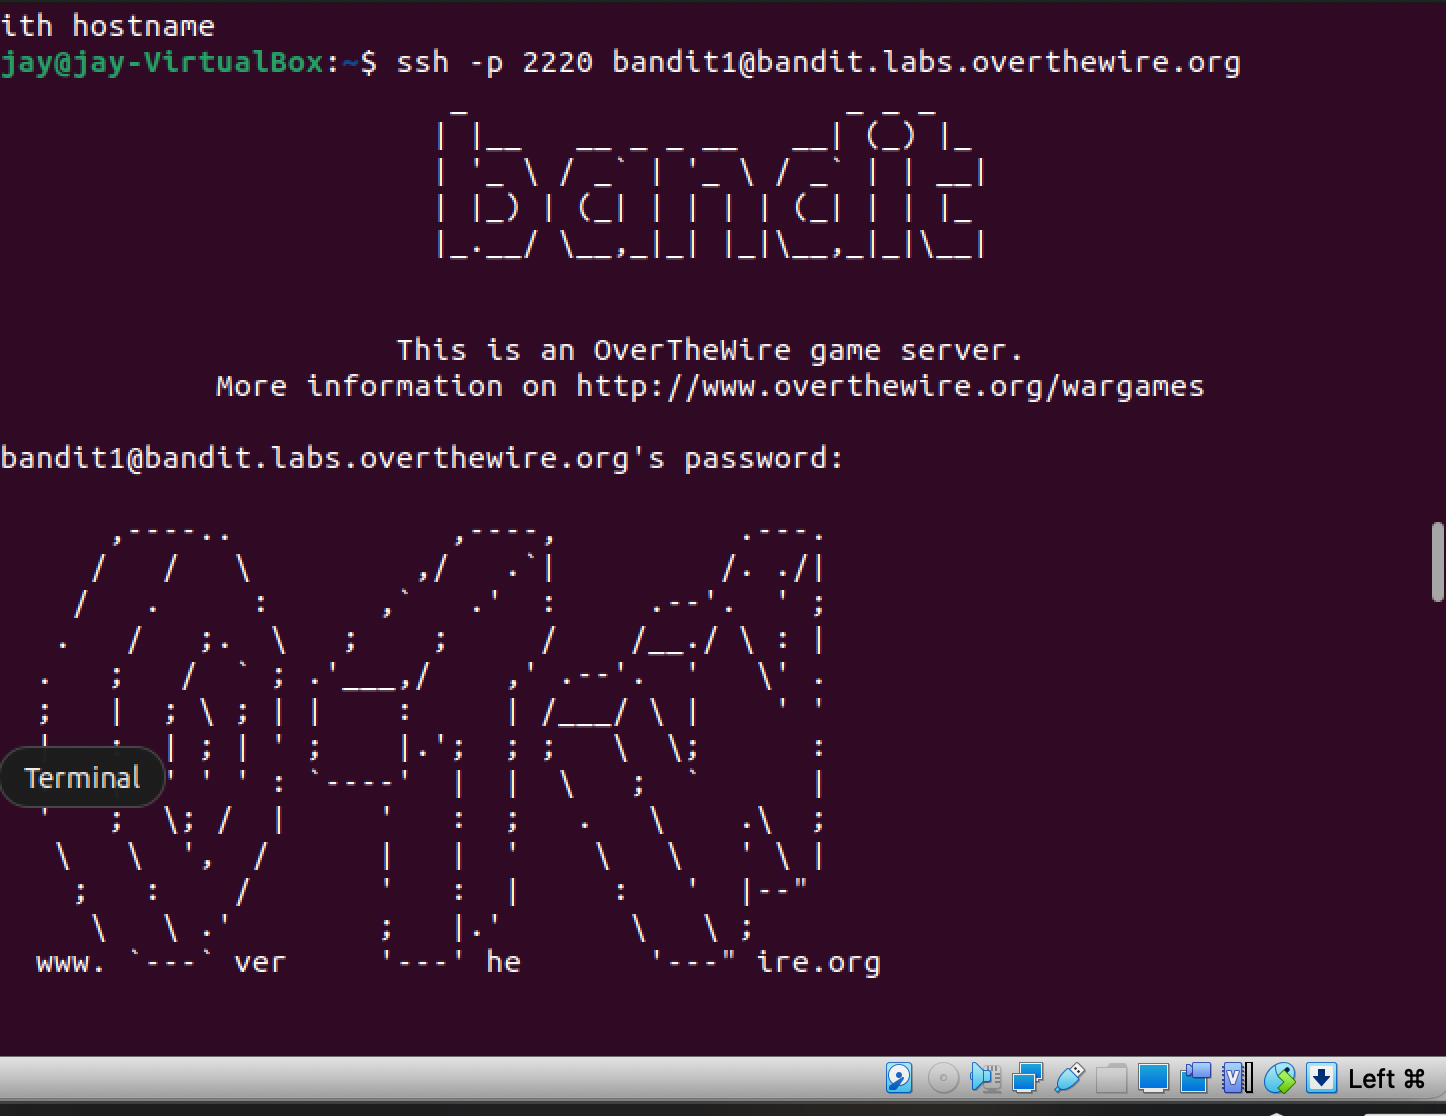 ith hostname
jay@jay-VirtualBox:~$ ssh -p 2220 bandit1@bandit.labs.overthewire.org
bandit
This is an OverTheWire game server.
More information on http://www.overthewire.org/wargames
bandit1@bandit.labs.overthewire.org's password:
Terminal
www. `---` ver '---' he '---" ire.org
Left ⌘